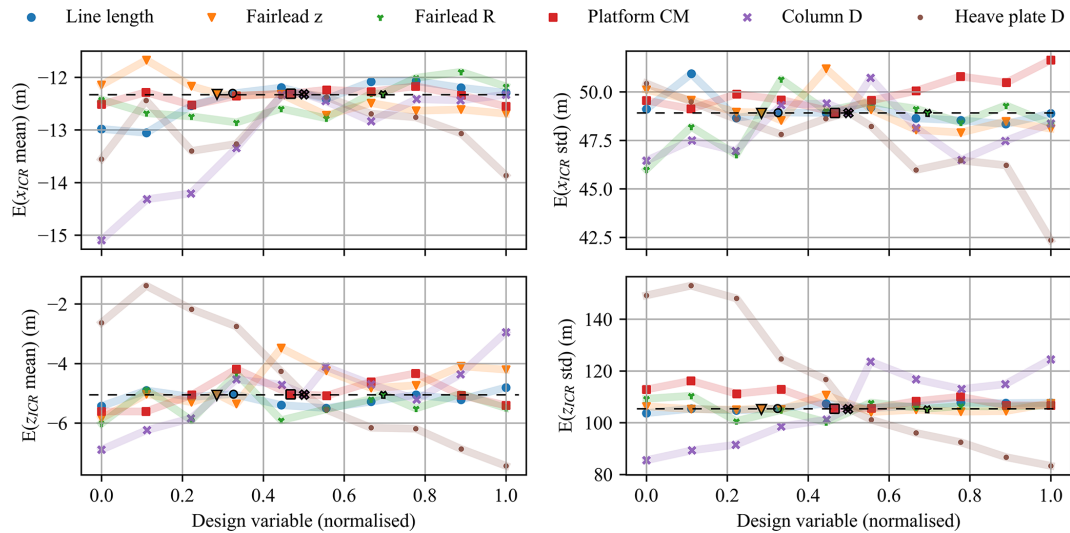 Line length Fairlead z Fairlead R Platform CM Column D Heave plate D
E(x_ICR mean) (m)
−12
−13
−14
−15
E(x_ICR std) (m)
50.0
47.5
45.0
42.5
E(z_ICR mean) (m)
−2
−4
−6
0.0 0.2 0.4 0.6 0.8 1.0
Design variable (normalised)
E(z_ICR std) (m)
140
120
100
80
0.0 0.2 0.4 0.6 0.8 1.0
Design variable (normalised)